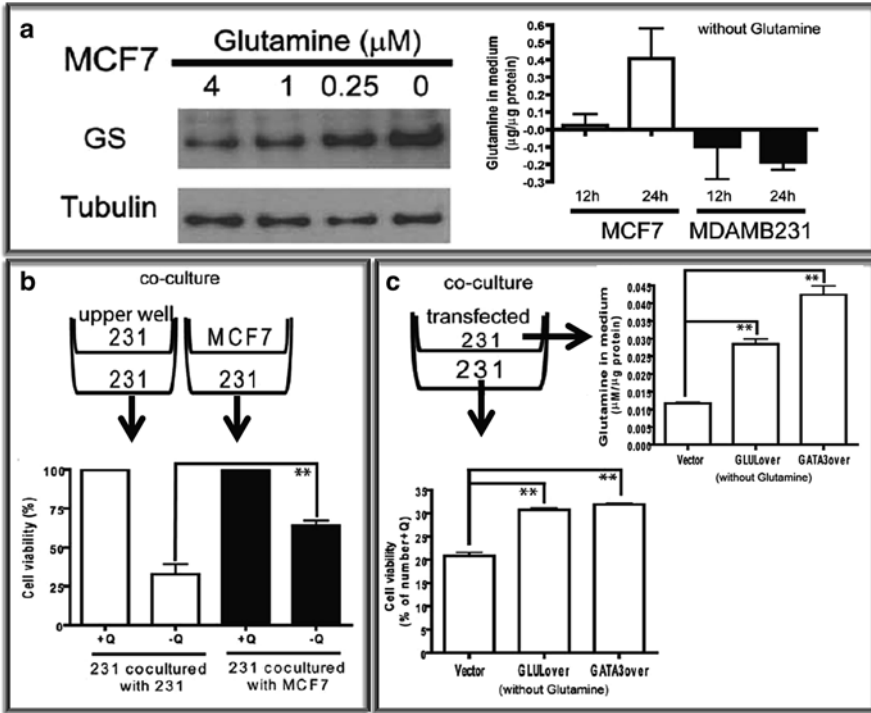 a
MCF7
Glutamine (µM)
4 1 0.25 0
GS
Tubulin
without Glutamine
Glutamine in medium
(µg/µg protein)
0.6
0.5
0.4
0.3
0.2
0.1
-0.0
-0.1
-0.2
-0.3
12h 24h 12h 24h
MCF7 MDAMB231
b
co-culture
upper well
231 MCF7
231 231
Cell viability (%)
100
75
50
25
0
**
+Q -Q +Q -Q
231 cocultured with 231
231 cocultured with MCF7
c
co-culture
transfected
231
231
Glutamine in medium
(µM/µg protein)
0.045
0.040
0.035
0.030
0.025
0.020
0.015
0.010
0.005
0.000
**
**
Vector GLULover GATA3over
(without Glutamine)
Cell viability
(% of number+Q)
35
30
25
20
15
10
5
0
**
**
Vector GLULover GATA3over
(without Glutamine)